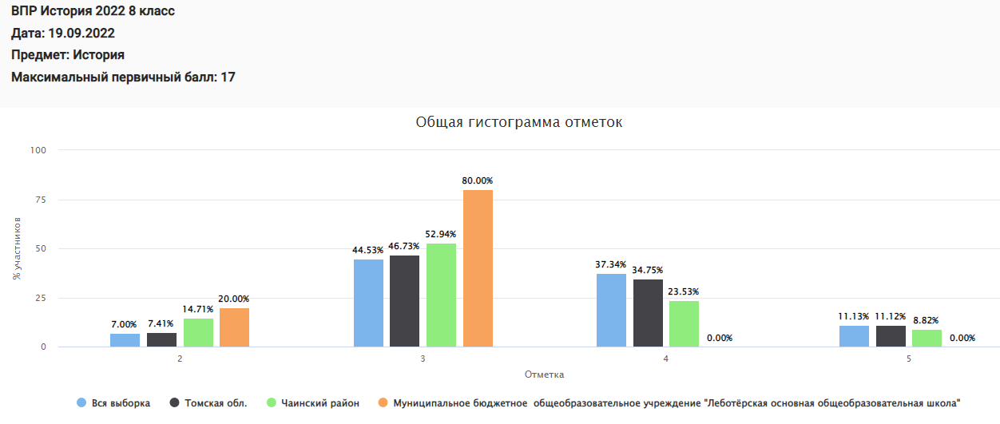 ВПР История 2022 8 класс
Дата: 19.09.2022
Предмет: История
Максимальный первичный балл: 17
Общая гистограмма отметок
% участников
100
75
50
25
0
7.00% 7.41% 14.71% 20.00%
44.53% 46.73% 52.94% 80.00%
37.34% 34.75% 23.53% 0.00%
11.13% 11.12% 8.82% 0.00%
2 3 4 5
Отметка
Вся выборка Томская обл. Чаинский район Муниципальное бюджетное общеобразовательное учреждение "Леботёрская основная общеобразовательная школа"